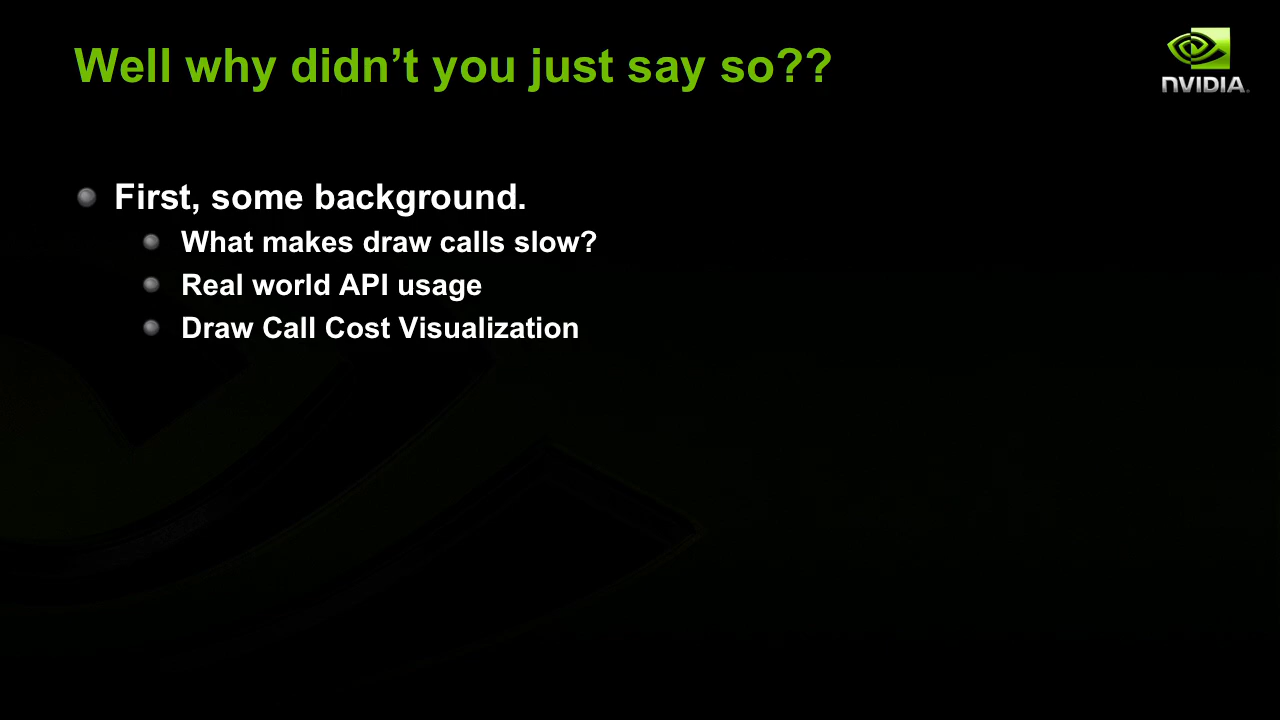 Well why didn’t you just say so??
NVIDIA®
First, some background.
What makes draw calls slow?
Real world API usage
Draw Call Cost Visualization